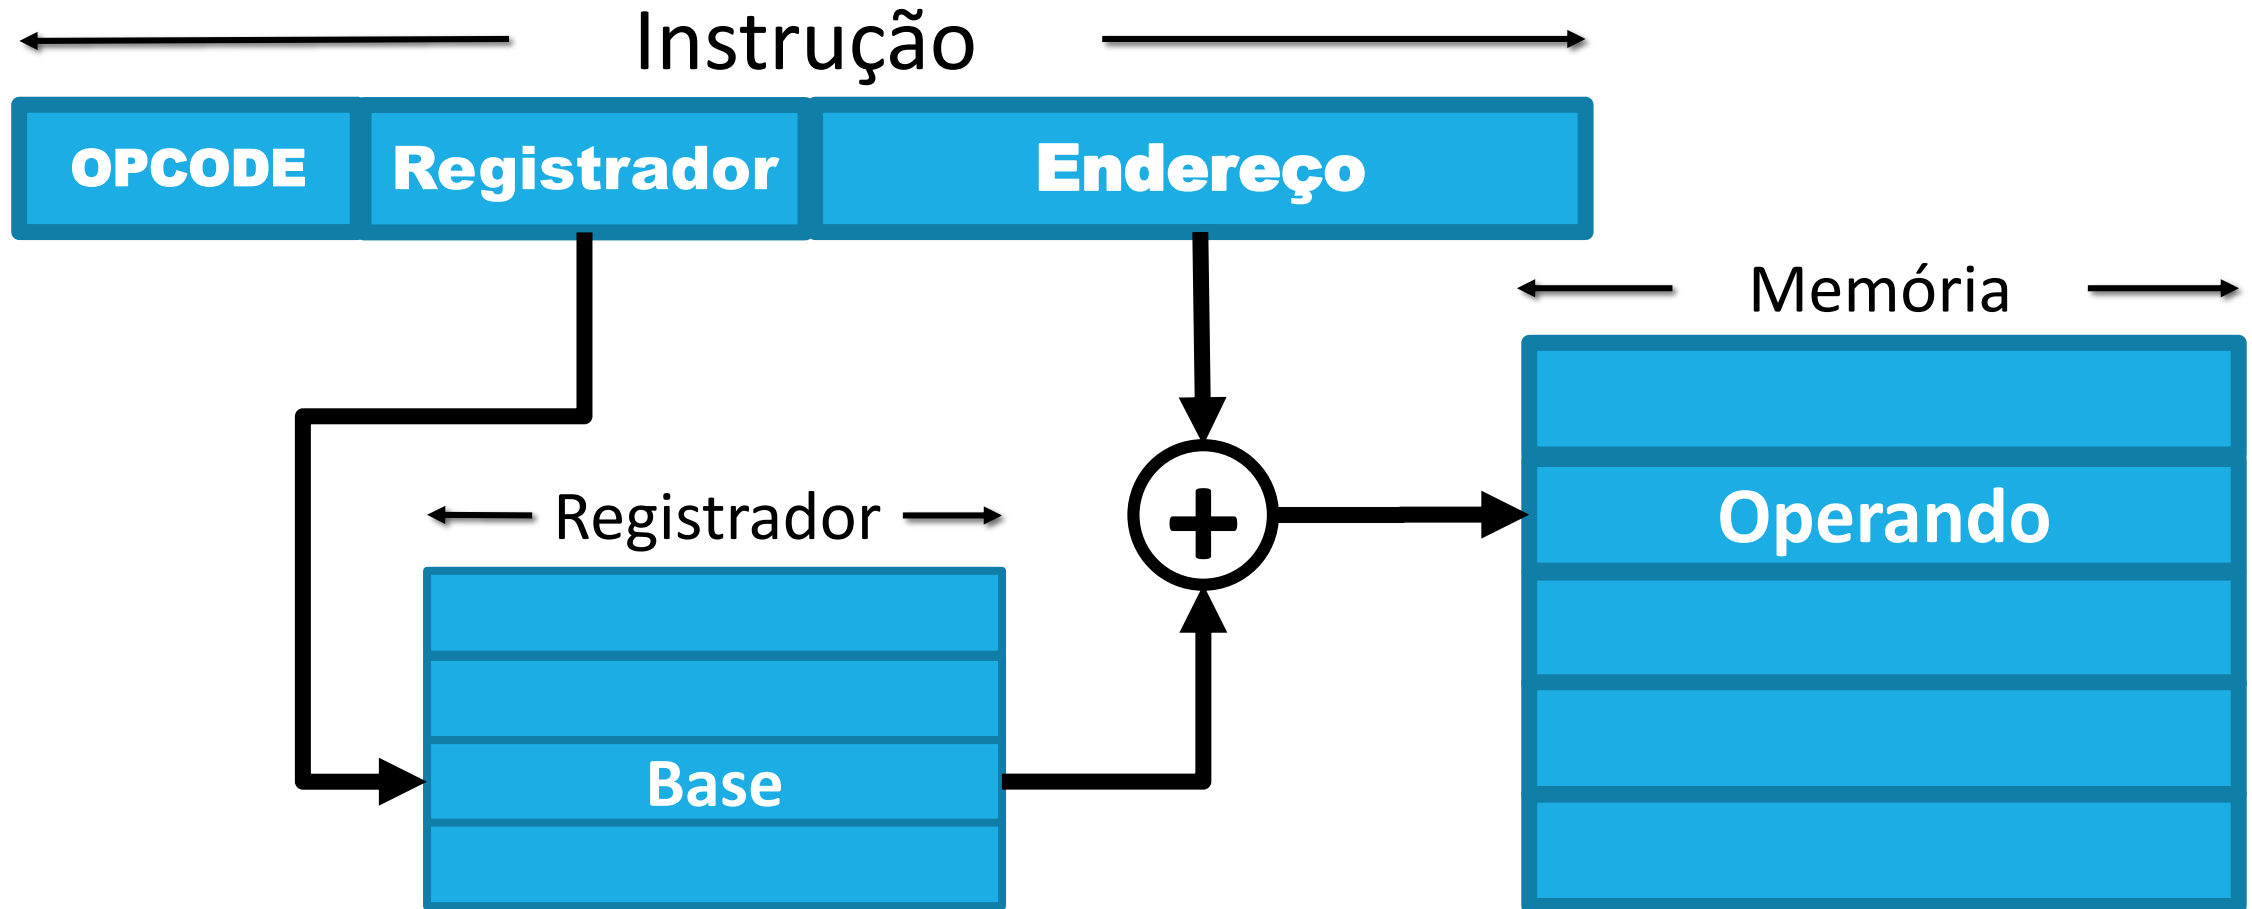 Instrução
OPCODE Registrador Endereço
Memória
Registrador
Operando
+
Base